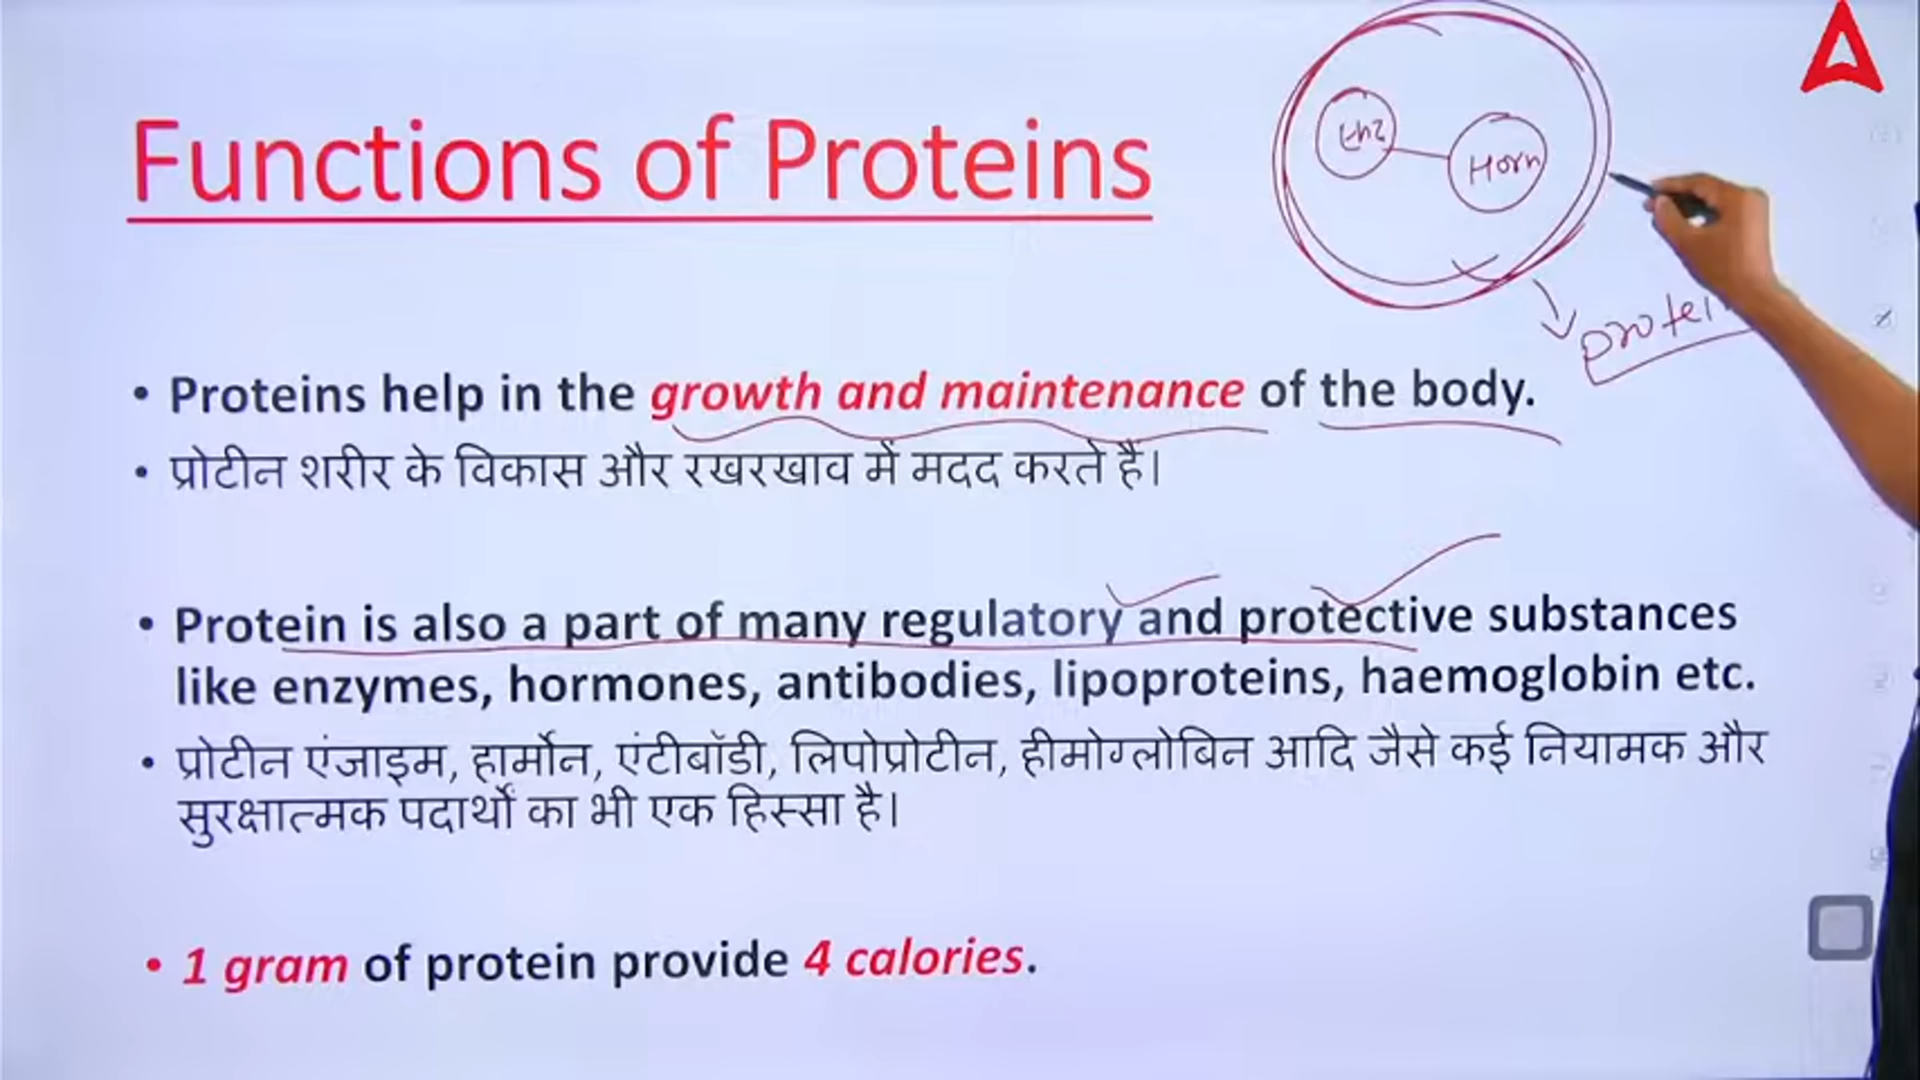 Functions of Proteins
Enz
Horn
protein
• Proteins help in the growth and maintenance of the body.
• प्रोटीन शरीर के विकास और रखरखाव में मदद करते हैं।
• Protein is also a part of many regulatory and protective substances
like enzymes, hormones, antibodies, lipoproteins, haemoglobin etc.
• प्रोटीन एंजाइम, हार्मोन, एंटीबॉडी, लिपोप्रोटीन, हीमोग्लोबिन आदि जैसे कई नियामक और
सुरक्षात्मक पदार्थों का भी एक हिस्सा है।
• 1 gram of protein provide 4 calories.